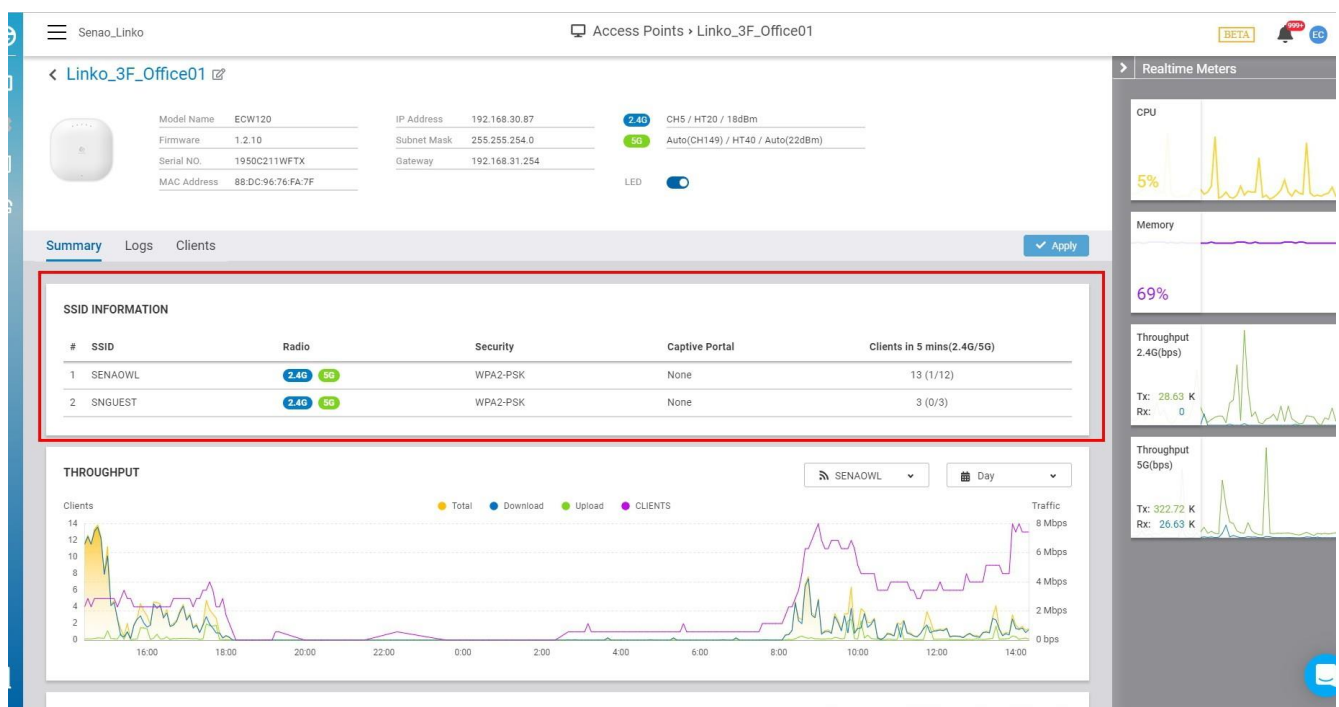 Senao_Linko
Access Points › Linko_3F_Office01
BETA
999+
EC
Linko_3F_Office01
Model Name ECW120
Firmware 1.2.10
Serial NO. 1950C211WFTX
MAC Address 88:DC:96:76:FA:7F
IP Address 192.168.30.87
Subnet Mask 255.255.254.0
Gateway 192.168.31.254
2.4G CH5 / HT20 / 18dBm
5G Auto(CH149) / HT40 / Auto(22dBm)
LED
Summary Logs Clients
Apply
SSID INFORMATION
# SSID Radio Security Captive Portal Clients in 5 mins(2.4G/5G)
1 SENAOWL 2.4G 5G WPA2-PSK None 13 (1/12)
2 SNGUEST 2.4G 5G WPA2-PSK None 3 (0/3)
THROUGHPUT
SENAOWL
Day
Clients
Total Download Upload CLIENTS
Traffic
14
12
10
8
6
4
2
0
8 Mbps
6 Mbps
4 Mbps
2 Mbps
0 bps
16:00 18:00 20:00 22:00 0:00 2:00 4:00 6:00 8:00 10:00 12:00 14:00
Realtime Meters
CPU
5%
Memory
69%
Throughput
2.4G(bps)
Tx: 28.63 K
Rx: 0
Throughput
5G(bps)
Tx: 322.72 K
Rx: 26.63 K